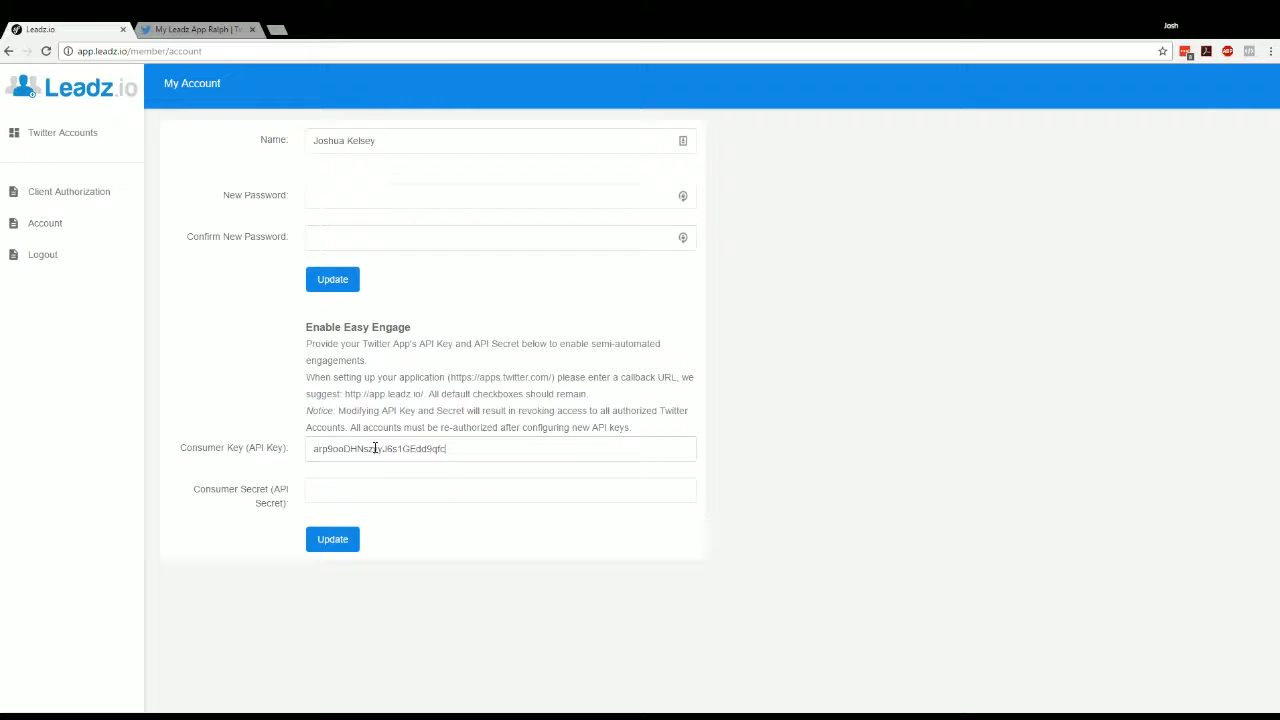 Leadz.io
My Leadz App Ralph | Tw
Josh
app.leadz.io/member/account
Leadz.io
My Account
Twitter Accounts
Client Authorization
Account
Logout
Name:
Joshua Kelsey
New Password:
Confirm New Password:
Update
Enable Easy Engage
Provide your Twitter App's API Key and API Secret below to enable semi-automated
engagements.
When setting up your application (https://apps.twitter.com/) please enter a callback URL, we
suggest: http://app.leadz.io/. All default checkboxes should remain.
Notice: Modifying API Key and Secret will result in revoking access to all authorized Twitter
Accounts. All accounts must be re-authorized after configuring new API keys.
Consumer Key (API Key):
Consumer Secret (API
Secret):
Update